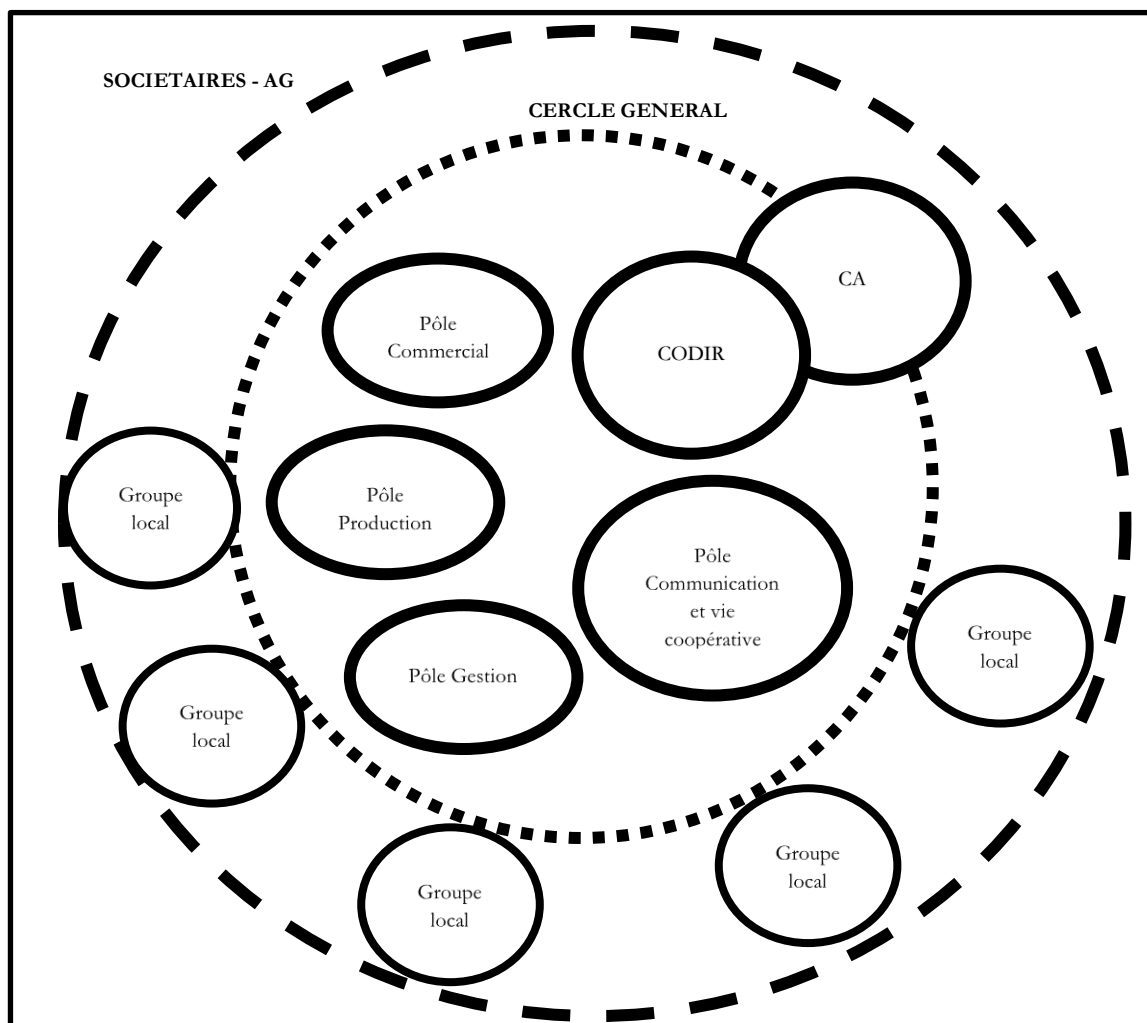 SOCIETAIRES - AG
CERCLE GENERAL
CA
Pôle
Commercial
CODIR
Groupe
local
Pôle
Production
Pôle
Communication
et vie
coopérative
Groupe
local
Pôle Gestion
Groupe
local
Groupe
local
Groupe
local